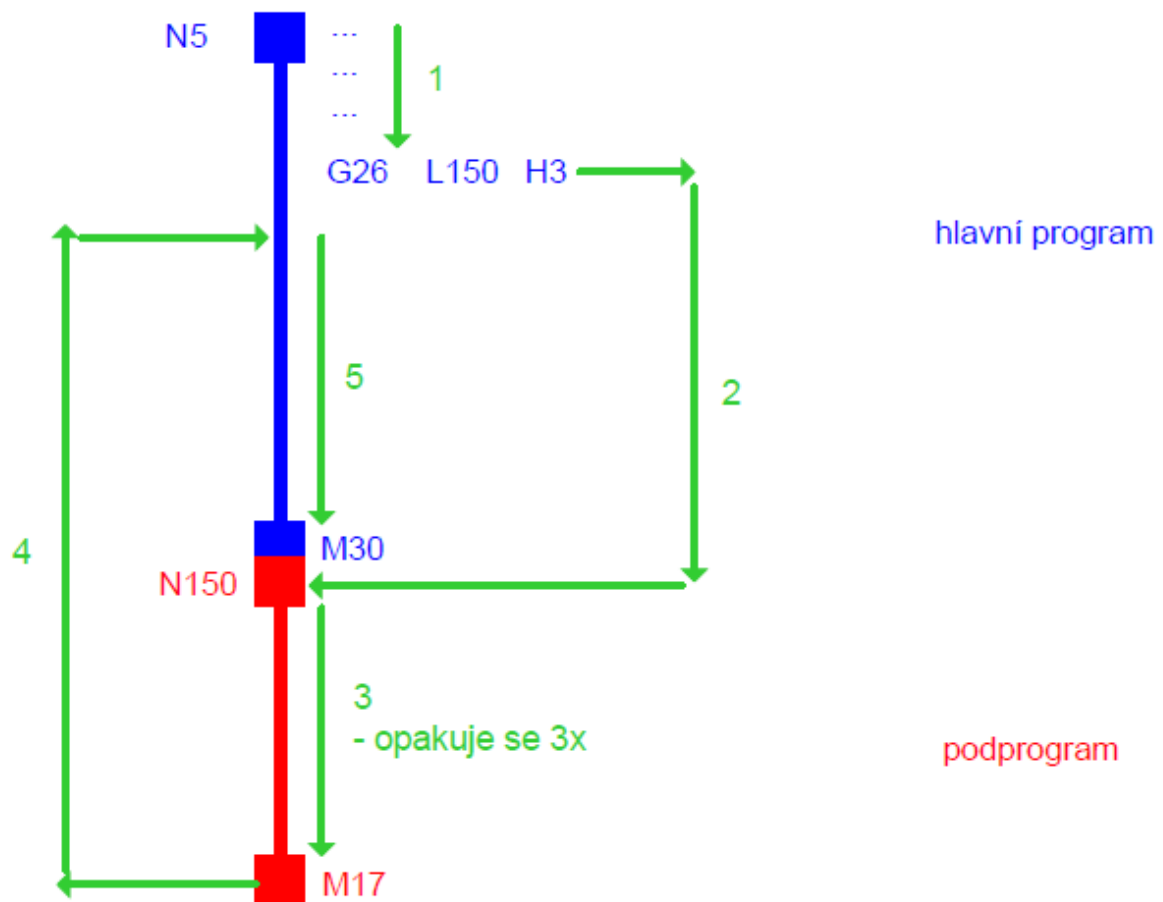 N5 ...
...
1
...
G26 L150 H3
hlavní program
5
2
4
M30
N150
3
- opakuje se 3x
podprogram
M17